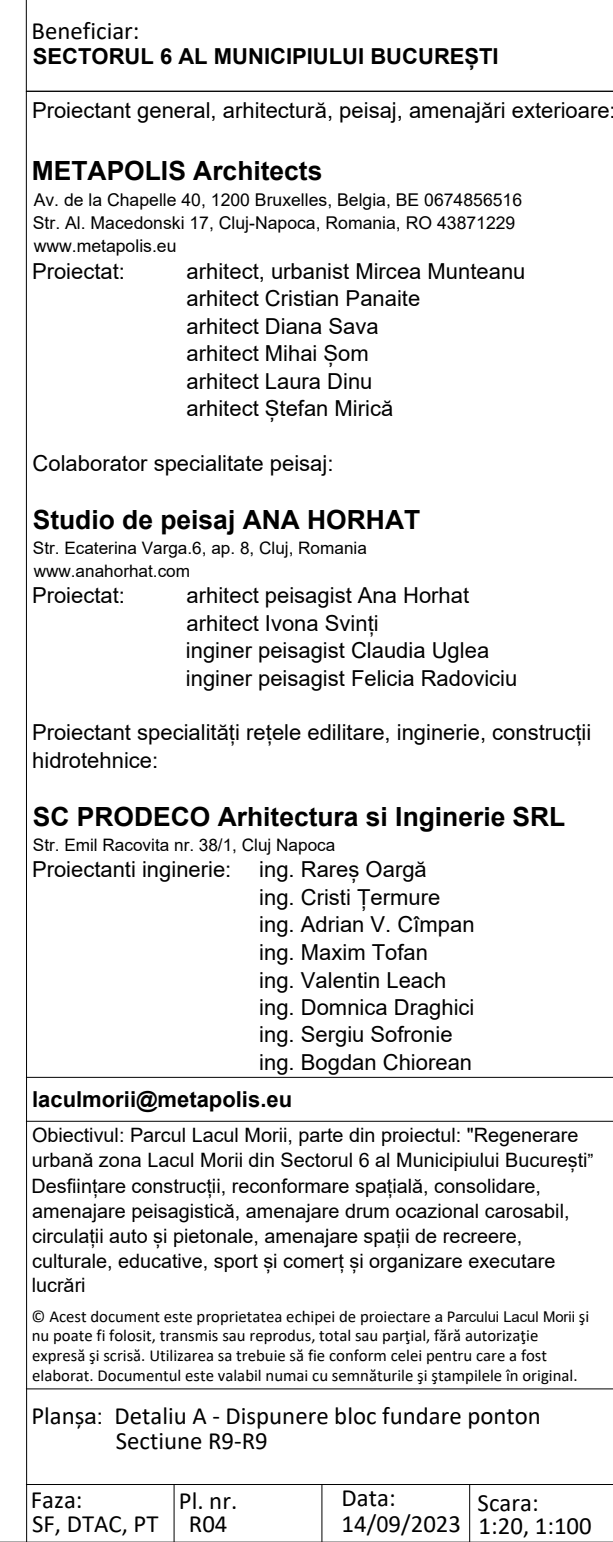 Beneficiar:
SECTORUL 6 AL MUNICIPIULUI BUCUREȘTI
Proiectant general, arhitectură, peisaj, amenajări exterioare:
METAPOLIS Architects
Av. de la Chapelle 40, 1200 Bruxelles, Belgia, BE 0674856516
Str. Al. Macedonski 17, Cluj-Napoca, Romania, RO 43871229
www.metapolis.eu
Proiectat: arhitect, urbanist Mircea Munteanu
arhitect Cristian Panaite
arhitect Diana Sava
arhitect Mihai Șom
arhitect Laura Dinu
arhitect Ștefan Mirică
Colaborator specialitate peisaj:
Studio de peisaj ANA HORHAT
Str. Ecaterina Varga.6, ap. 8, Cluj, Romania
www.anahorhat.com
Proiectat: arhitect peisagist Ana Horhat
arhitect Ivona Svinți
inginer peisagist Claudia Uglea
inginer peisagist Felicia Radoviciu
Proiectant specialități rețele edilitare, inginerie, construcții
hidrotehnice:
SC PRODECO Arhitectura si Inginerie SRL
Str. Emil Racovita nr. 38/1, Cluj Napoca
Proiectanti inginerie: ing. Rareș Oargă
ing. Cristi Țermure
ing. Adrian V. Cîmpan
ing. Maxim Tofan
ing. Valentin Leach
ing. Domnica Draghici
ing. Sergiu Sofronie
ing. Bogdan Chiorean
laculmorii@metapolis.eu
Obiectivul: Parcul Lacul Morii, parte din proiectul: "Regenerare
urbană zona Lacul Morii din Sectorul 6 al Municipiului București”
Desființare construcții, reconformare spațială, consolidare,
amenajare peisagistică, amenajare drum ocazional carosabil,
circulații auto și pietonale, amenajare spații de recreere,
culturale, educative, sport și comerț și organizare executare
lucrări
© Acest document este proprietatea echipei de proiectare a Parcului Lacul Morii şi
nu poate fi folosit, transmis sau reprodus, total sau parţial, fără autorizaţie
expresă şi scrisă. Utilizarea sa trebuie să fie conform celei pentru care a fost
elaborat. Documentul este valabil numai cu semnăturile şi ştampilele în original.
Planșa: Detaliu A - Dispunere bloc fundare ponton
Sectiune R9-R9
Faza: Pl. nr. Data: Scara:
SF, DTAC, PT R04 14/09/2023 1:20, 1:100